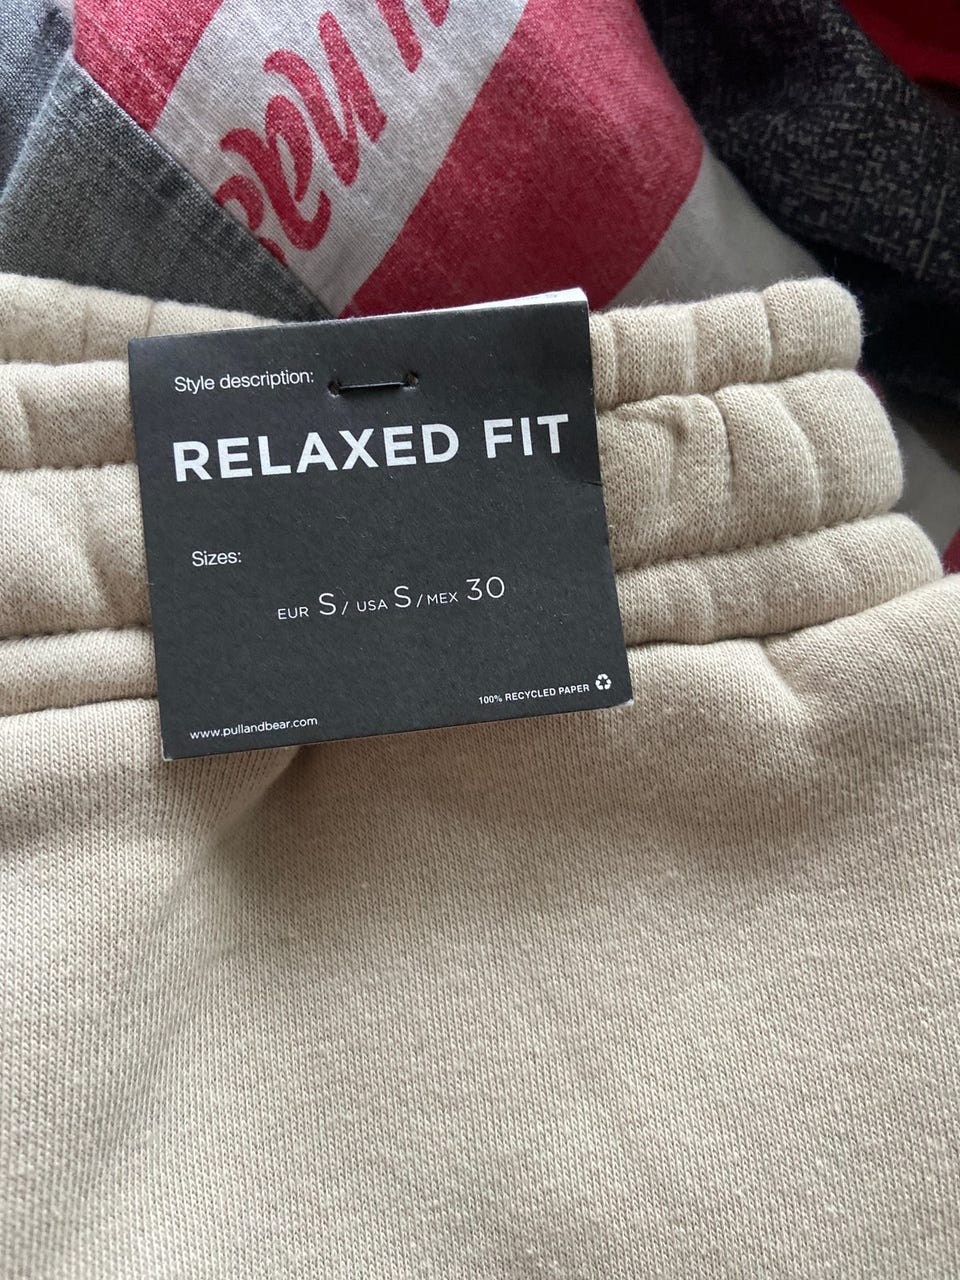 Style description:
RELAXED FIT
Sizes:
EUR S / USA S / MEX 30
100% RECYCLED PAPER
www.pullandbear.com